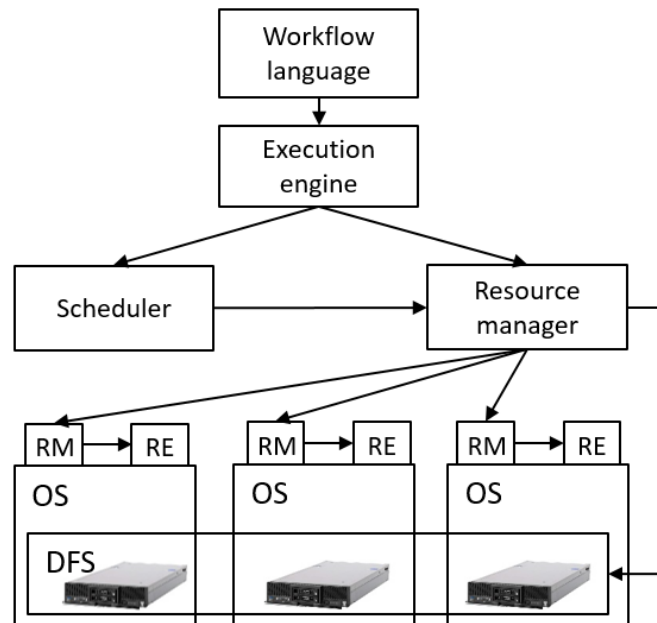 Workflow
language
Execution
engine
Scheduler
Resource
manager
RM
RE
RM
RE
RM
RE
OS
OS
OS
DFS